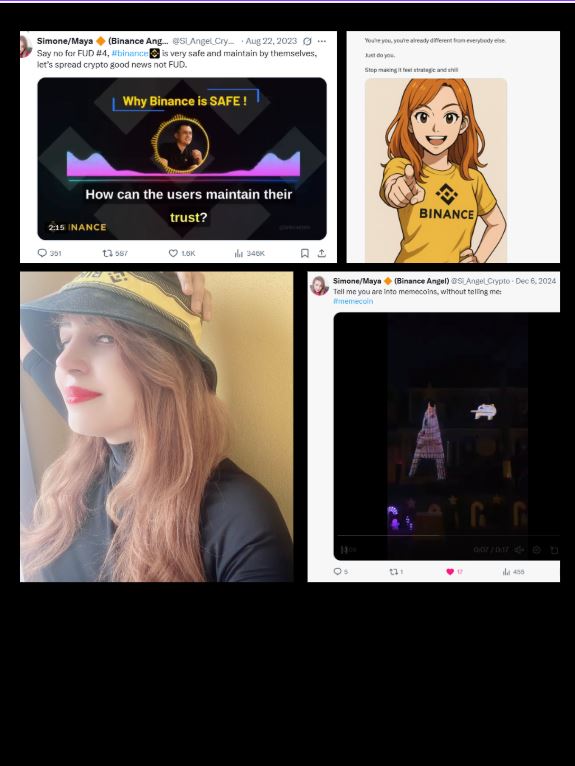 Simone/Maya 🔶 (Binance Ang... @Si_Angel_Cry... · Aug 22, 2023
Say no for FUD #4, #binance is very safe and maintain by themselves,
let's spread crypto good news not FUD.
Why Binance is SAFE !
How can the users maintain their
trust?
2:15
INANCE
351 587 1.6K 346K
You're you, you're already different from everybody else.
Just do you.
Stop making it feel strategic and shill
BINANCE
Simone/Maya 🔶 (Binance Angel) @Si_Angel_Crypto · Dec 6, 2024
Tell me you are into memecoins, without telling me:
#memecoin
0:07 / 0:17
5 1 17 455